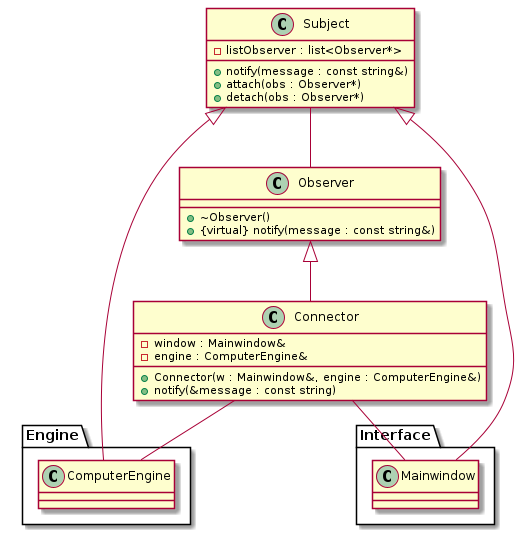 C Subject
listObserver : list<Observer*>
notify(message : const string&)
attach(obs : Observer*)
detach(obs : Observer*)
C Observer
~Observer()
{virtual} notify(message : const string&)
C Connector
window : Mainwindow&
engine : ComputerEngine&
Connector(w : Mainwindow&, engine : ComputerEngine&)
notify(&message : const string)
Engine
C ComputerEngine
Interface
C Mainwindow